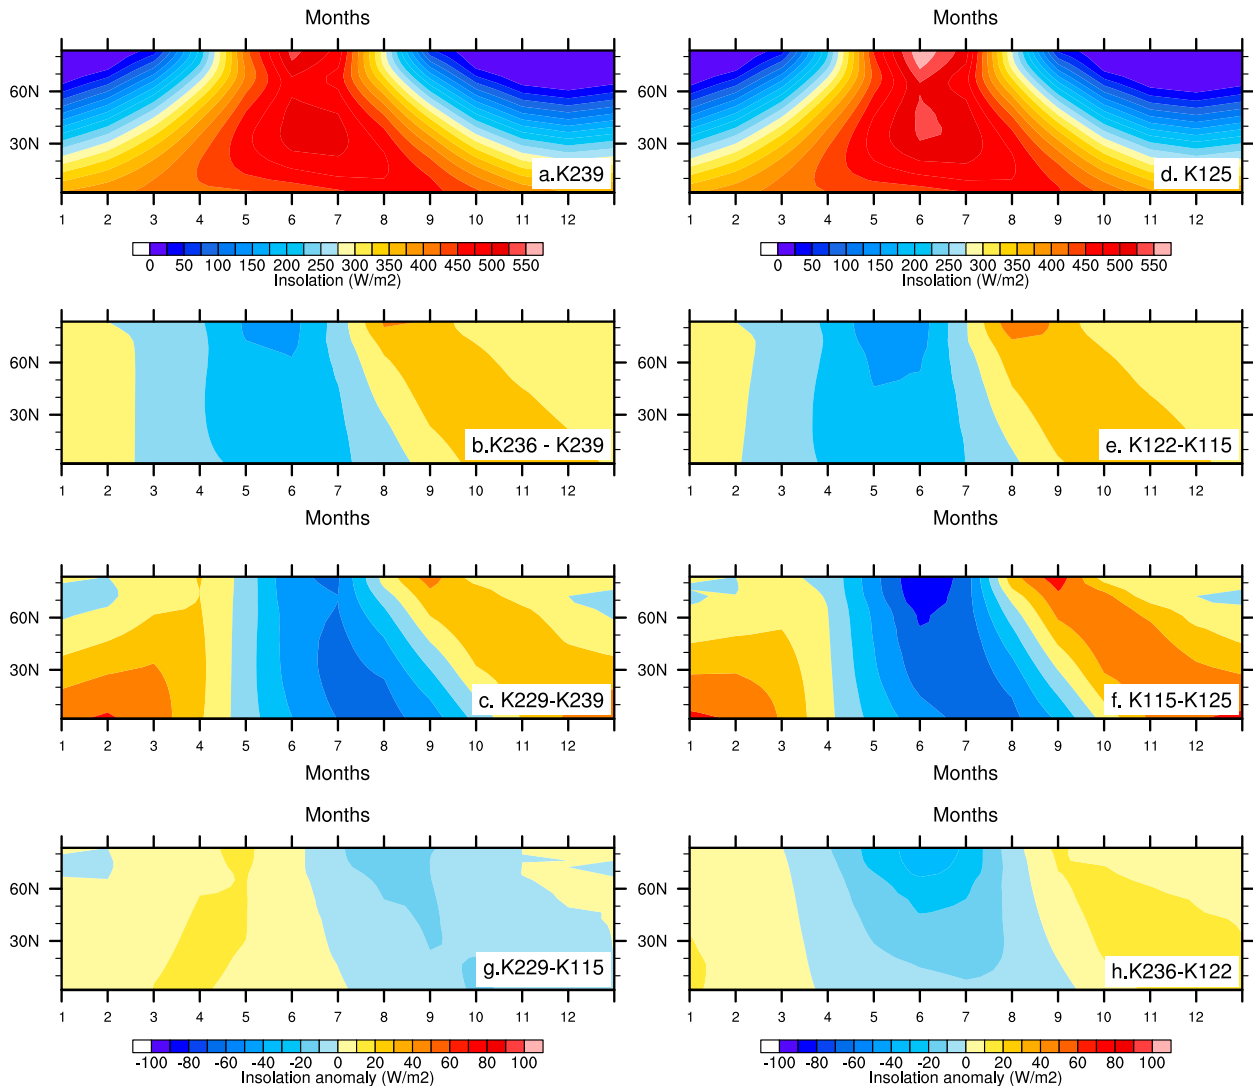 Months Months
60N 60N
30N 30N
a.K239 d. K125
1 2 3 4 5 6 7 8 9 10 11 12 1 2 3 4 5 6 7 8 9 10 11 12
0 50 100 150 200 250 300 350 400 450 500 550 0 50 100 150 200 250 300 350 400 450 500 550
Insolation (W/m2) Insolation (W/m2)
60N 60N
30N 30N
b.K236 - K239 e. K122-K115
1 2 3 4 5 6 7 8 9 10 11 12 1 2 3 4 5 6 7 8 9 10 11 12
Months Months
60N 60N
30N 30N
c. K229-K239 f. K115-K125
1 2 3 4 5 6 7 8 9 10 11 12 1 2 3 4 5 6 7 8 9 10 11 12
Months Months
Months Months
60N 60N
30N 30N
g.K229-K115 h.K236-K122
1 2 3 4 5 6 7 8 9 10 11 12 1 2 3 4 5 6 7 8 9 10 11 12
-100 -80 -60 -40 -20 0 20 40 60 80 100 -100 -80 -60 -40 -20 0 20 40 60 80 100
Insolation anomaly (W/m2) Insolation anomaly (W/m2)